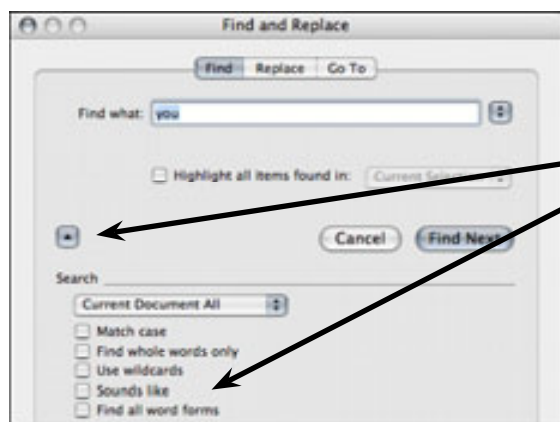 Find and Replace
Find Replace Go To
Find what: you
Highlight all items found in: Current Selection
Cancel Find Next
Search
Current Document All
Match case
Find whole words only
Use wildcards
Sounds like
Find all word forms